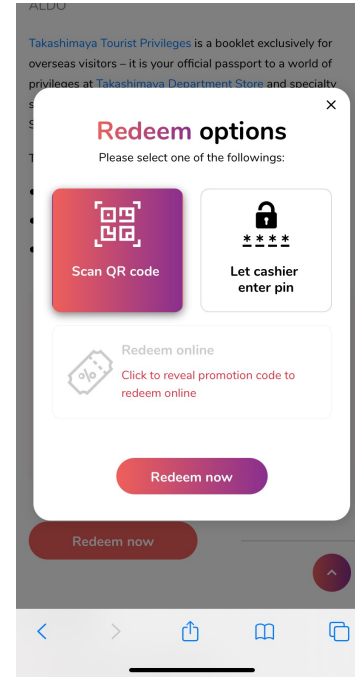 ALDO
Takashimaya Tourist Privileges is a booklet exclusively for
overseas visitors – it is your official passport to a world of
privileges at Takashimaya Department Store and specialty
Redeem options
Please select one of the followings:
Scan QR code
* * * *
Let cashier
enter pin
Redeem online
Click to reveal promotion code to
redeem online
Redeem now
Redeem now